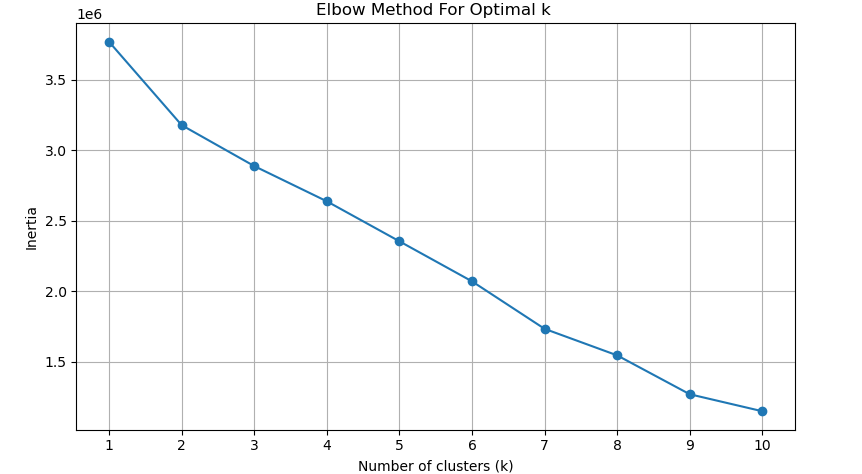 Elbow Method For Optimal k
1e6
3.5
3.0
2.5
2.0
1.5
Inertia
1 2 3 4 5 6 7 8 9 10
Number of clusters (k)